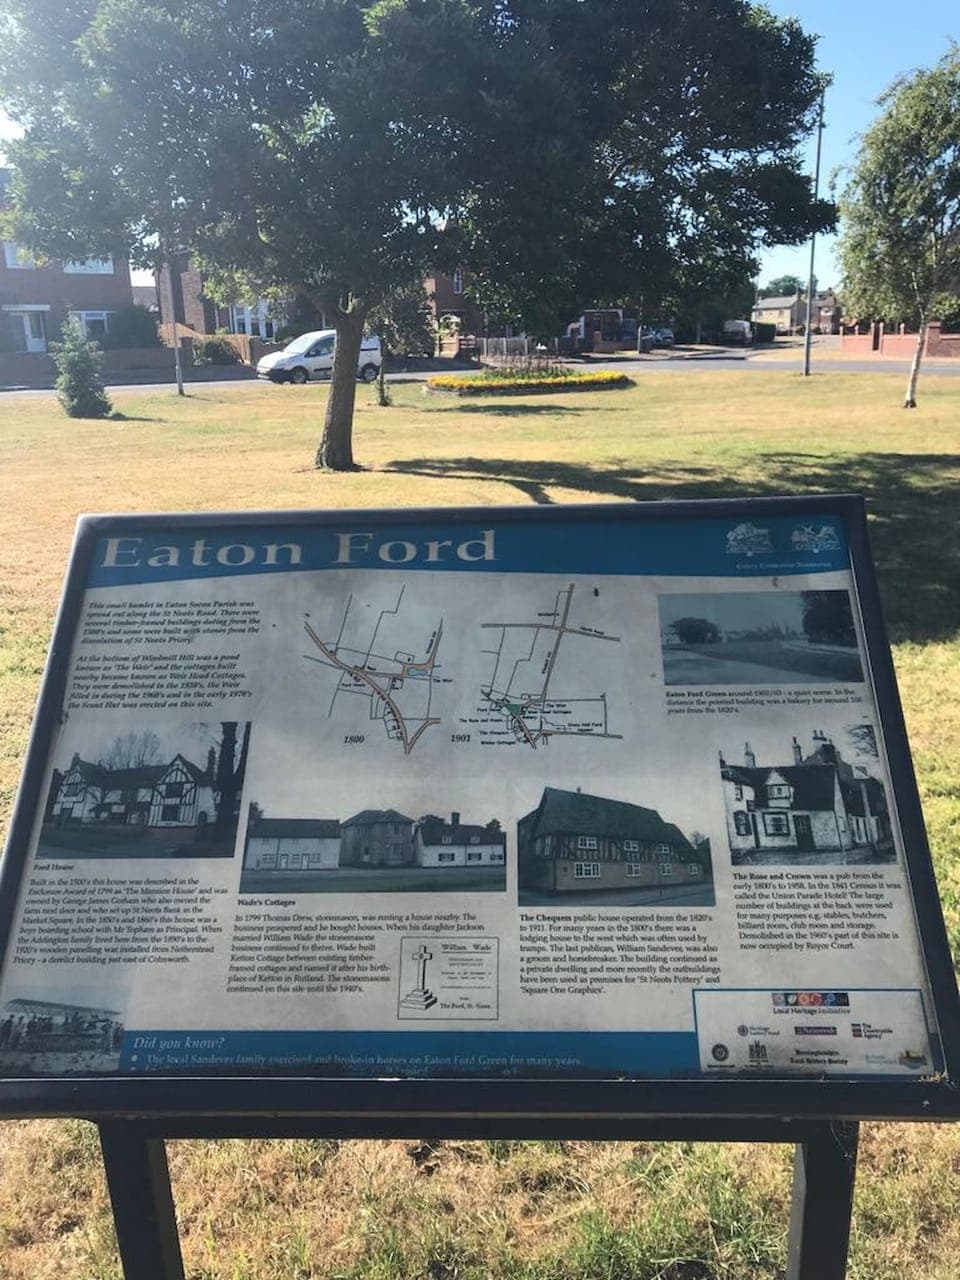 Eaton Ford
This small hamlet in Eaton Socon Parish was
spread out along the St Neots Road. There were
several timber-framed buildings dating from the
1500's and some were built with stones from the
dissolution of St Neots Priory.
At the bottom of Windmill Hill was a pond
known as 'The Weir' and the cottages built
nearby became known as Weir Head Cottages.
They were demolished in the 1930's, the Weir
filled in during the 1960's and in the early 1970's
the Scout Hut was erected on this site.
1800
1901
Eaton Ford Green around 1902/10 - a quiet scene. In the
distance the pointed building was a bakery for around 100
years from the 1820's.
Ford House
Built in the 1500's this house was described in the
Enclosure Award of 1799 as 'The Mansion House' and was
owned by George James Gorham who also owned the
farm next door and who set up St Neots Bank in the
Market Square. In the 1850's and 1860's this house was a
boys boarding school with Mr Topham as Principal. When
the Addington family lived here from the 1890's to the
1920's wooden panelling was installed from Netherstead
Priory - a derelict building just east of Colmworth.
Wade's Cottages
In 1799 Thomas Drew, stonemason, was renting a house nearby. The
business prospered and he bought houses. When his daughter Jackson
married William Wade the stonemasons
business continued to thrive. Wade built
Ketton Cottage between existing timber-
framed cottages and named it after his birth-
place of Ketton in Rutland. The stonemasons
continued on this site until the 1940's.
William Wade
The Ford, St. Neots
The Chequers public house operated from the 1820's
to 1911. For many years in the 1800's there was a
lodging house to the west which was often used by
tramps. The last publican, William Sandever, was also
a groom and horsebreaker. The building continued as
a private dwelling and more recently the outbuildings
have been used as premises for 'St Neots Pottery' and
'Square One Graphics'.
The Rose and Crown was a pub from the
early 1800's to 1958. In the 1841 Census it was
called the Union Parade Hotel! The large
number of buildings at the back were used
for many purposes e.g. stables, butchers,
billiard room, club room and storage.
Demolished in the 1960's part of this site is
now occupied by Royce Court.
Did you know?
• The local Sandever family exercised and broke-in horses on Eaton Ford Green for many years.
Local Heritage initiative
Heritage
Lottery Fund
Nationwide
The
Countryside
Agency